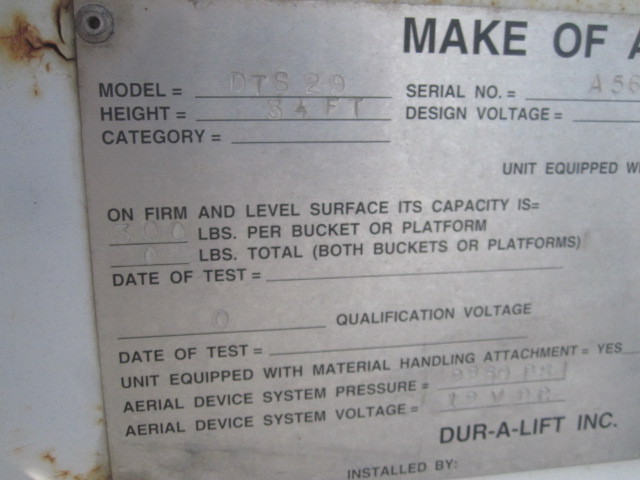 MAKE OF A
MODEL = DTS 29 SERIAL NO. = A56
HEIGHT = 34 FT DESIGN VOLTAGE =
CATEGORY =
UNIT EQUIPPED WI
ON FIRM AND LEVEL SURFACE ITS CAPACITY IS=
300 LBS. PER BUCKET OR PLATFORM
0 LBS. TOTAL (BOTH BUCKETS OR PLATFORMS)
DATE OF TEST =
0 QUALIFICATION VOLTAGE
DATE OF TEST =
UNIT EQUIPPED WITH MATERIAL HANDLING ATTACHMENT = YES
AERIAL DEVICE SYSTEM PRESSURE =
AERIAL DEVICE SYSTEM VOLTAGE =
DUR-A-LIFT INC.
INSTALLED BY: